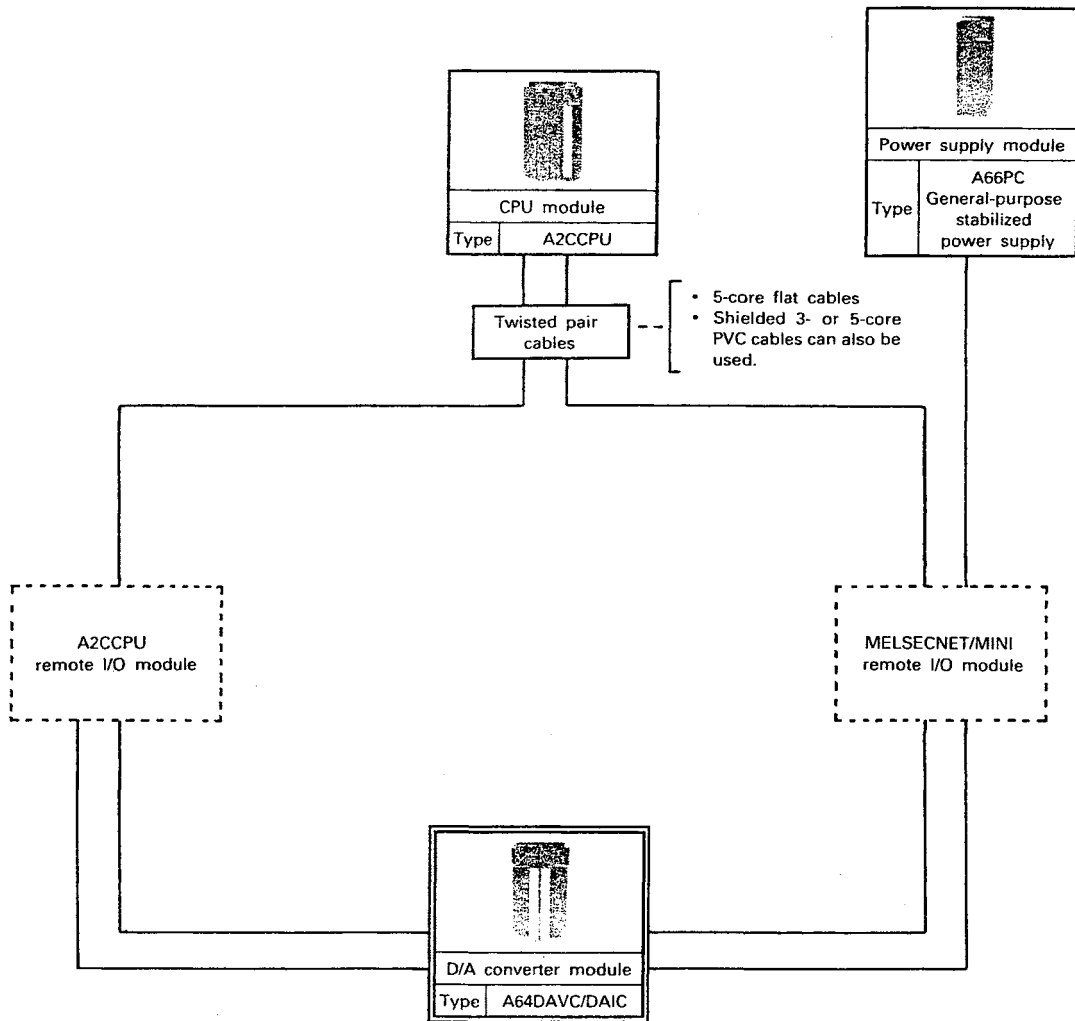 Power supply module
Type
A66PC
General-purpose
stabilized
power supply
CPU module
Type A2CCPU
Twisted pair
cables
• 5-core flat cables
• Shielded 3- or 5-core
PVC cables can also be
used.
A2CCPU
remote I/O module
MELSECNET/MINI
remote I/O module
D/A converter module
Type A64DAVC/DAIC